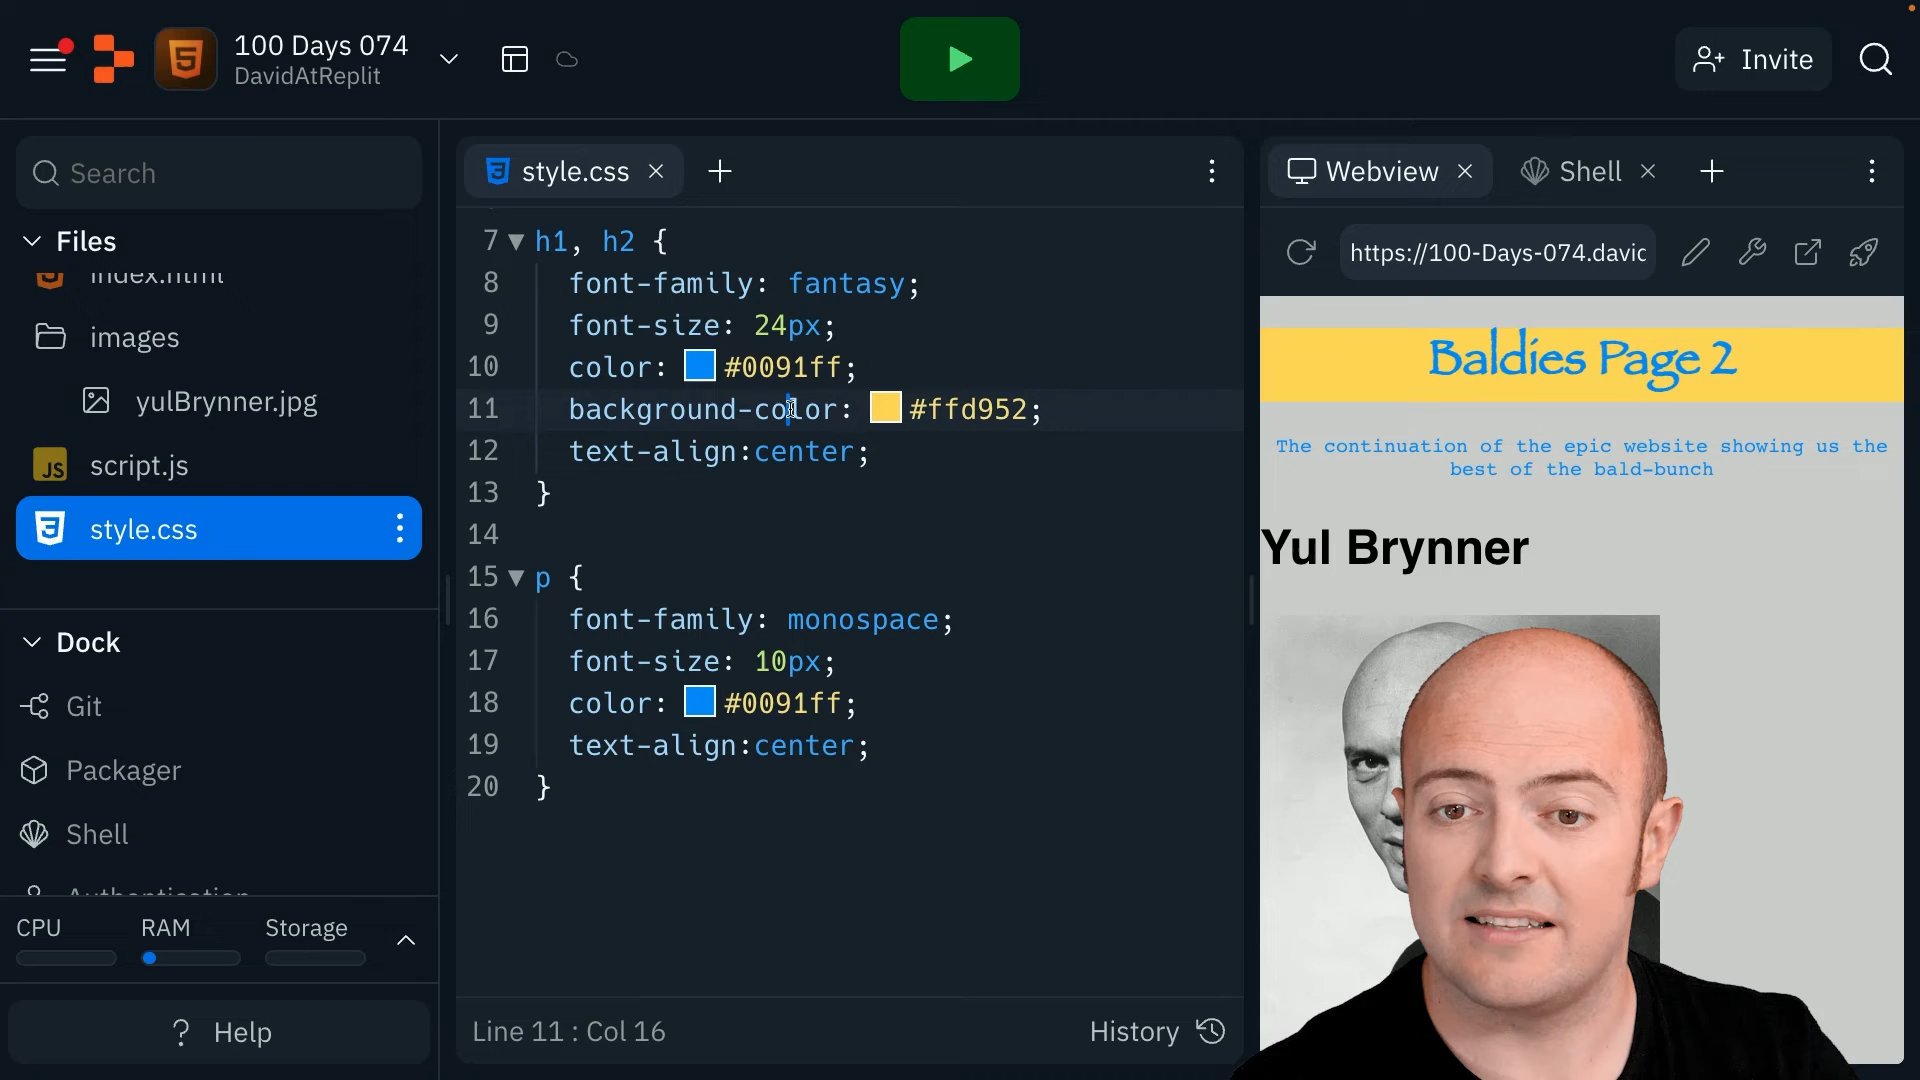 100 Days 074
DavidAtReplit
Invite
Search
Files
index.html
images
yulBrynner.jpg
JS script.js
style.css
Dock
Git
Packager
Shell
Authentication
CPU RAM Storage
? Help
style.css
7 h1, h2 {
8 font-family: fantasy;
9 font-size: 24px;
10 color: #0091ff;
11 background-color: #ffd952;
12 text-align:center;
13 }
14
15 p {
16 font-family: monospace;
17 font-size: 10px;
18 color: #0091ff;
19 text-align:center;
20 }
Line 11 : Col 16
History
Webview
Shell
https://100-Days-074.davic
Baldies Page 2
The continuation of the epic website showing us the
best of the bald-bunch
Yul Brynner